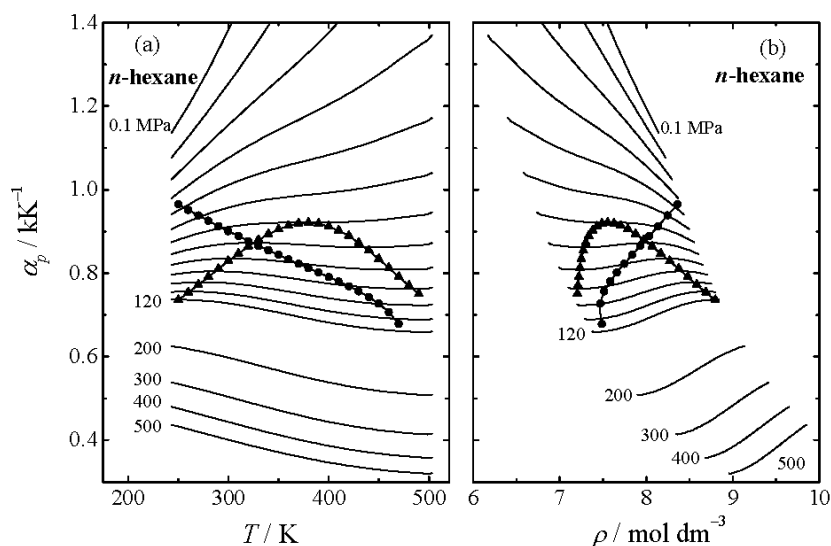 1.4
1.2
1.0
0.8
0.6
0.4
α_p / kK⁻¹
(a)
n-hexane
0.1 MPa
120
200
300
400
500
200
300
400
500
T / K
(b)
n-hexane
0.1 MPa
120
200
300
400
500
6
7
8
9
10
ρ / mol dm⁻³